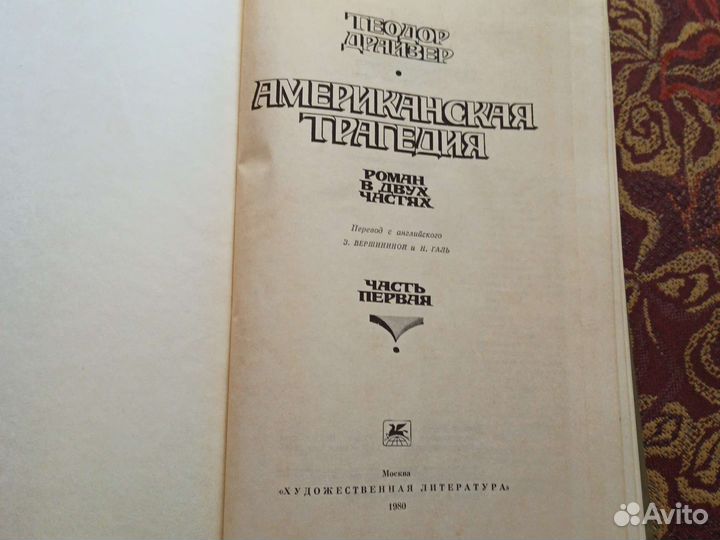 ТЕОДОР
ДРАЙЗЕР
АМЕРИКАНСКАЯ
ТРАГЕДИЯ
РОМАН
В ДВУХ
ЧАСТЯХ
Перевод с английского
З. ВЕРШИНИНОЙ и Н. ГАЛЬ
ЧАСТЬ
ПЕРВАЯ
Москва
«ХУДОЖЕСТВЕННАЯ ЛИТЕРАТУРА»
1980
Avito